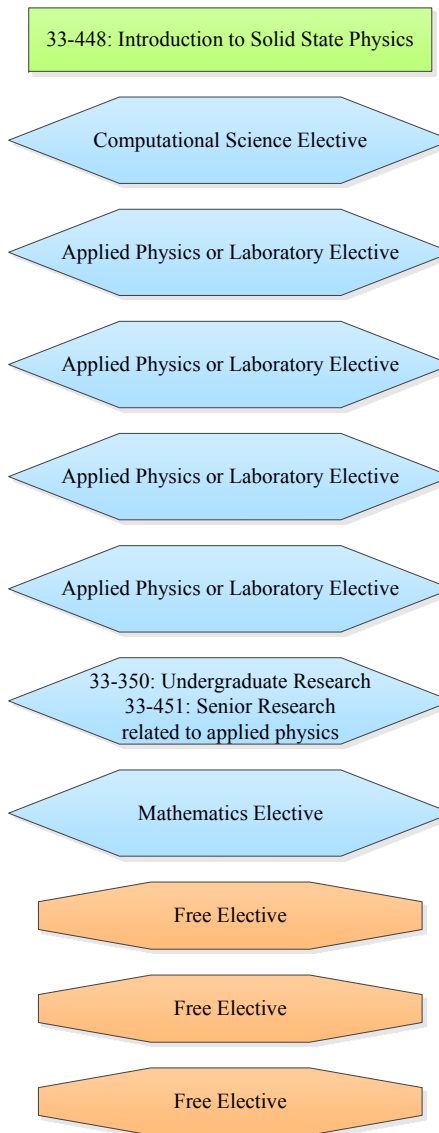 33-448: Introduction to Solid State Physics
Computational Science Elective
Applied Physics or Laboratory Elective
Applied Physics or Laboratory Elective
Applied Physics or Laboratory Elective
Applied Physics or Laboratory Elective
33-350: Undergraduate Research
33-451: Senior Research
related to applied physics
Mathematics Elective
Free Elective
Free Elective
Free Elective